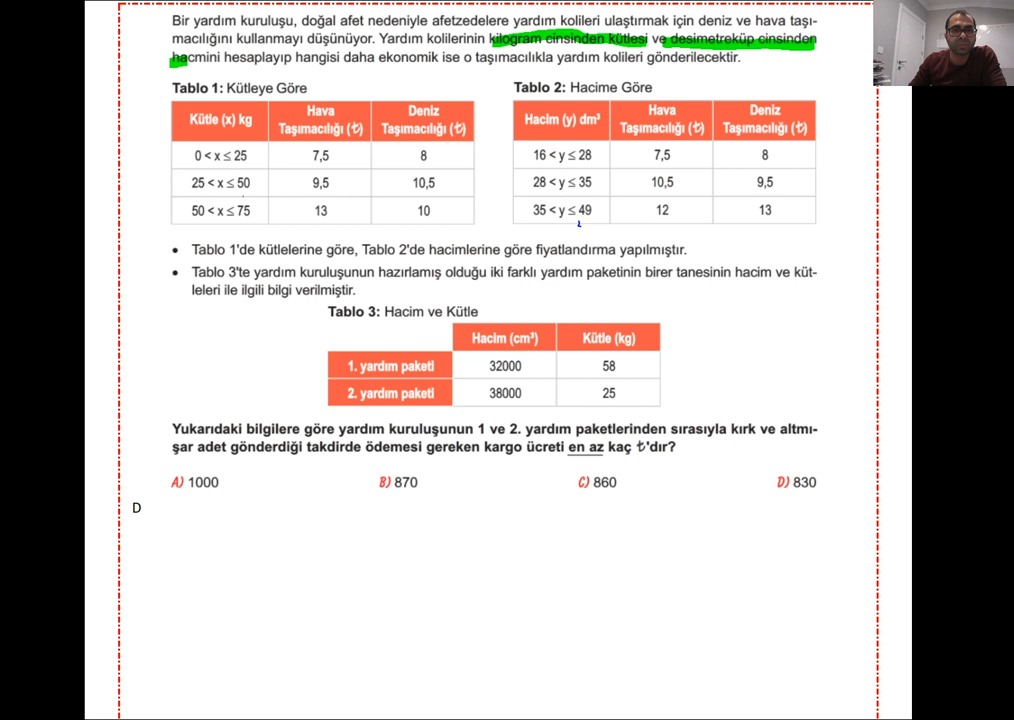 Bir yardım kuruluşu, doğal afet nedeniyle afetzedelere yardım kolileri ulaştırmak için deniz ve hava taşı-
macılığını kullanmayı düşünüyor. Yardım kolilerinin kilogram cinsinden kütlesi ve desimetreküp cinsinden
hacmini hesaplayıp hangisi daha ekonomik ise o taşımacılıkla yardım kolileri gönderilecektir.
Tablo 1: Kütleye Göre
Kütle (x) kg Hava Taşımacılığı (₺) Deniz Taşımacılığı (₺)
0 < x ≤ 25 7,5 8
25 < x ≤ 50 9,5 10,5
50 < x ≤ 75 13 10
Tablo 2: Hacime Göre
Hacim (y) dm³ Hava Taşımacılığı (₺) Deniz Taşımacılığı (₺)
16 < y ≤ 28 7,5 8
28 < y ≤ 35 10,5 9,5
35 < y ≤ 49 12 13
• Tablo 1'de kütlelerine göre, Tablo 2'de hacimlerine göre fiyatlandırma yapılmıştır.
• Tablo 3'te yardım kuruluşunun hazırlamış olduğu iki farklı yardım paketinin birer tanesinin hacim ve küt-
leleri ile ilgili bilgi verilmiştir.
Tablo 3: Hacim ve Kütle
Hacim (cm³) Kütle (kg)
1. yardım paketi 32000 58
2. yardım paketi 38000 25
Yukarıdaki bilgilere göre yardım kuruluşunun 1 ve 2. yardım paketlerinden sırasıyla kırk ve altmı-
şar adet gönderdiği takdirde ödemesi gereken kargo ücreti en az kaç ₺'dır?
A) 1000 B) 870 C) 860 D) 830
D